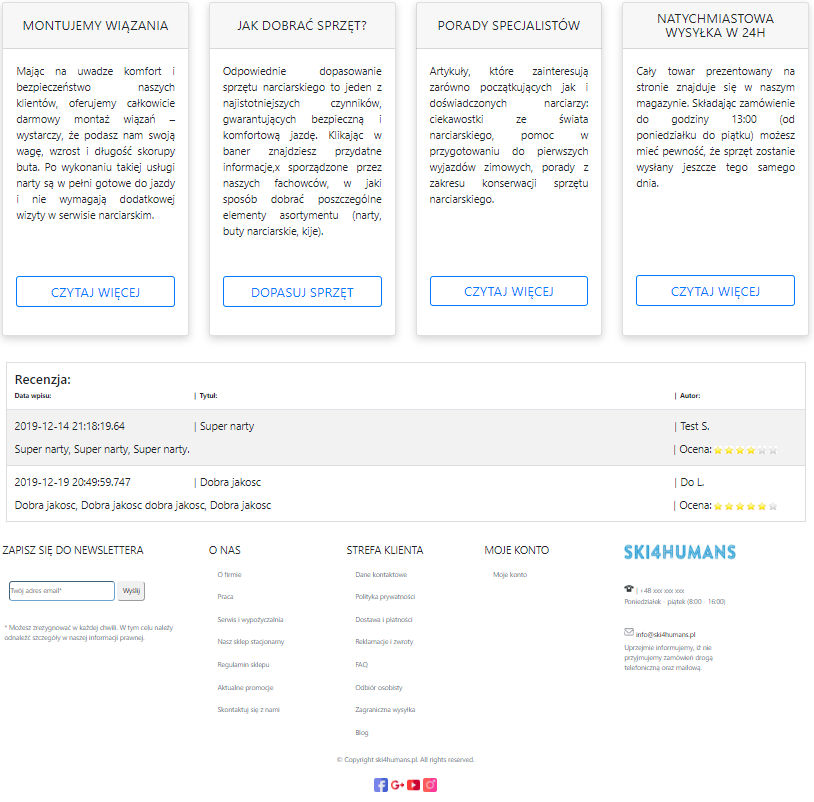 MONTUJEMY WIĄZANIA
Mając na uwadze komfort i
bezpieczeństwo naszych
klientów, oferujemy całkowicie
darmowy montaż wiązań –
wystarczy, że podasz nam swoją
wagę, wzrost i długość skorupy
buta. Po wykonaniu takiej usługi
narty są w pełni gotowe do jazdy
i nie wymagają dodatkowej
wizyty w serwisie narciarskim.
CZYTAJ WIĘCEJ
JAK DOBRAĆ SPRZĘT?
Odpowiednie dopasowanie
sprzętu narciarskiego to jeden z
najistotniejszych czynników,
gwarantujących bezpieczną i
komfortową jazdę. Klikając w
baner znajdziesz przydatne
informacje,x sporządzone przez
naszych fachowców, w jaki
sposób dobrać poszczególne
elementy asortymentu (narty,
buty narciarskie, kije).
DOPASUJ SPRZĘT
PORADY SPECJALISTÓW
Artykuły, które zainteresują
zarówno początkujących jak i
doświadczonych narciarzy:
ciekawostki ze świata
narciarskiego, pomoc w
przygotowaniu do pierwszych
wyjazdów zimowych, porady z
zakresu konserwacji sprzętu
narciarskiego.
CZYTAJ WIĘCEJ
NATYCHMIASTOWA
WYSYŁKA W 24H
Cały towar prezentowany na
stronie znajduje się w naszym
magazynie. Składając zamówienie
do godziny 13:00 (od
poniedziałku do piątku) możesz
mieć pewność, że sprzęt zostanie
wysłany jeszcze tego samego
dnia.
CZYTAJ WIĘCEJ
Recenzja:
Data wpisu: | Tytuł: | Autor:
2019-12-14 21:18:19.64 | Super narty | Test S.
Super narty, Super narty, Super narty. | Ocena:
2019-12-19 20:49:59.747 | Dobra jakosc | Do L.
Dobra jakosc, Dobra jakosc dobra jakosc, Dobra jakosc | Ocena:
ZAPISZ SIĘ DO NEWSLETTERA
Twój adres email* Wyślij
* Możesz zrezygnować w każdej chwili. W tym celu należy
odnaleźć szczegóły w naszej informacji prawnej.
O NAS
O firmie
Praca
Serwis i wypożyczalnia
Nasz sklep stacjonarny
Regulamin sklepu
Aktualne promocje
Skontaktuj się z nami
STREFA KLIENTA
Dane kontaktowe
Polityka prywatności
Dostawa i płatności
Reklamacje i zwroty
FAQ
Odbiór osobisty
Zagraniczna wysyłka
Blog
MOJE KONTO
Moje konto
SKI4HUMANS
| +48 xxx xxx xxx
Poniedziałek - piątek (8:00 - 16:00)
info@ski4humans.pl
Uprzejmie informujemy, iż nie
przyjmujemy zamówień drogą
telefoniczną oraz mailową.
© Copyright ski4humans.pl. All rights reserved.